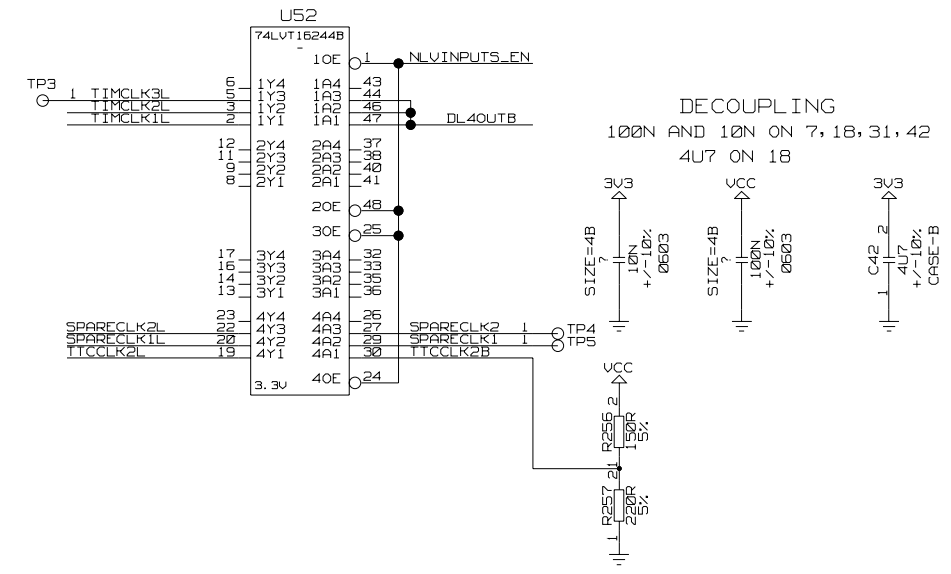 U52
74LVT16244B
-
1OE 1 NLVINPUTS_EN
TP3
6 1Y4 1A4 43
1 TIMCLK3L 5 1Y3 1A3 44
TIMCLK2L 3 1Y2 1A2 46
TIMCLK1L 2 1Y1 1A1 47 DL4OUTB
12 2Y4 2A4 37
11 2Y3 2A3 38
9 2Y2 2A2 40
8 2Y1 2A1 41
2OE 48
3OE 25
17 3Y4 3A4 32
16 3Y3 3A3 33
14 3Y2 3A2 35
13 3Y1 3A1 36
23 4Y4 4A4 26
SPARECLK2L 22 4Y3 4A3 27 SPARECLK2 1 TP4
SPARECLK1L 20 4Y2 4A2 29 SPARECLK1 1 TP5
TTCCLK2L 19 4Y1 4A1 30 TTCCLK2B
4OE 24
3.3V
DECOUPLING
100N AND 10N ON 7,18,31,42
4U7 ON 18
3V3
SIZE=4B
?
10N
+/-10%
0603
VCC
SIZE=4B
?
100N
+/-10%
0603
3V3
2
C42
4U7
+/-10%
CASE-B
1
VCC
2
R256
150R
5%
1
2
R257
220R
5%
1